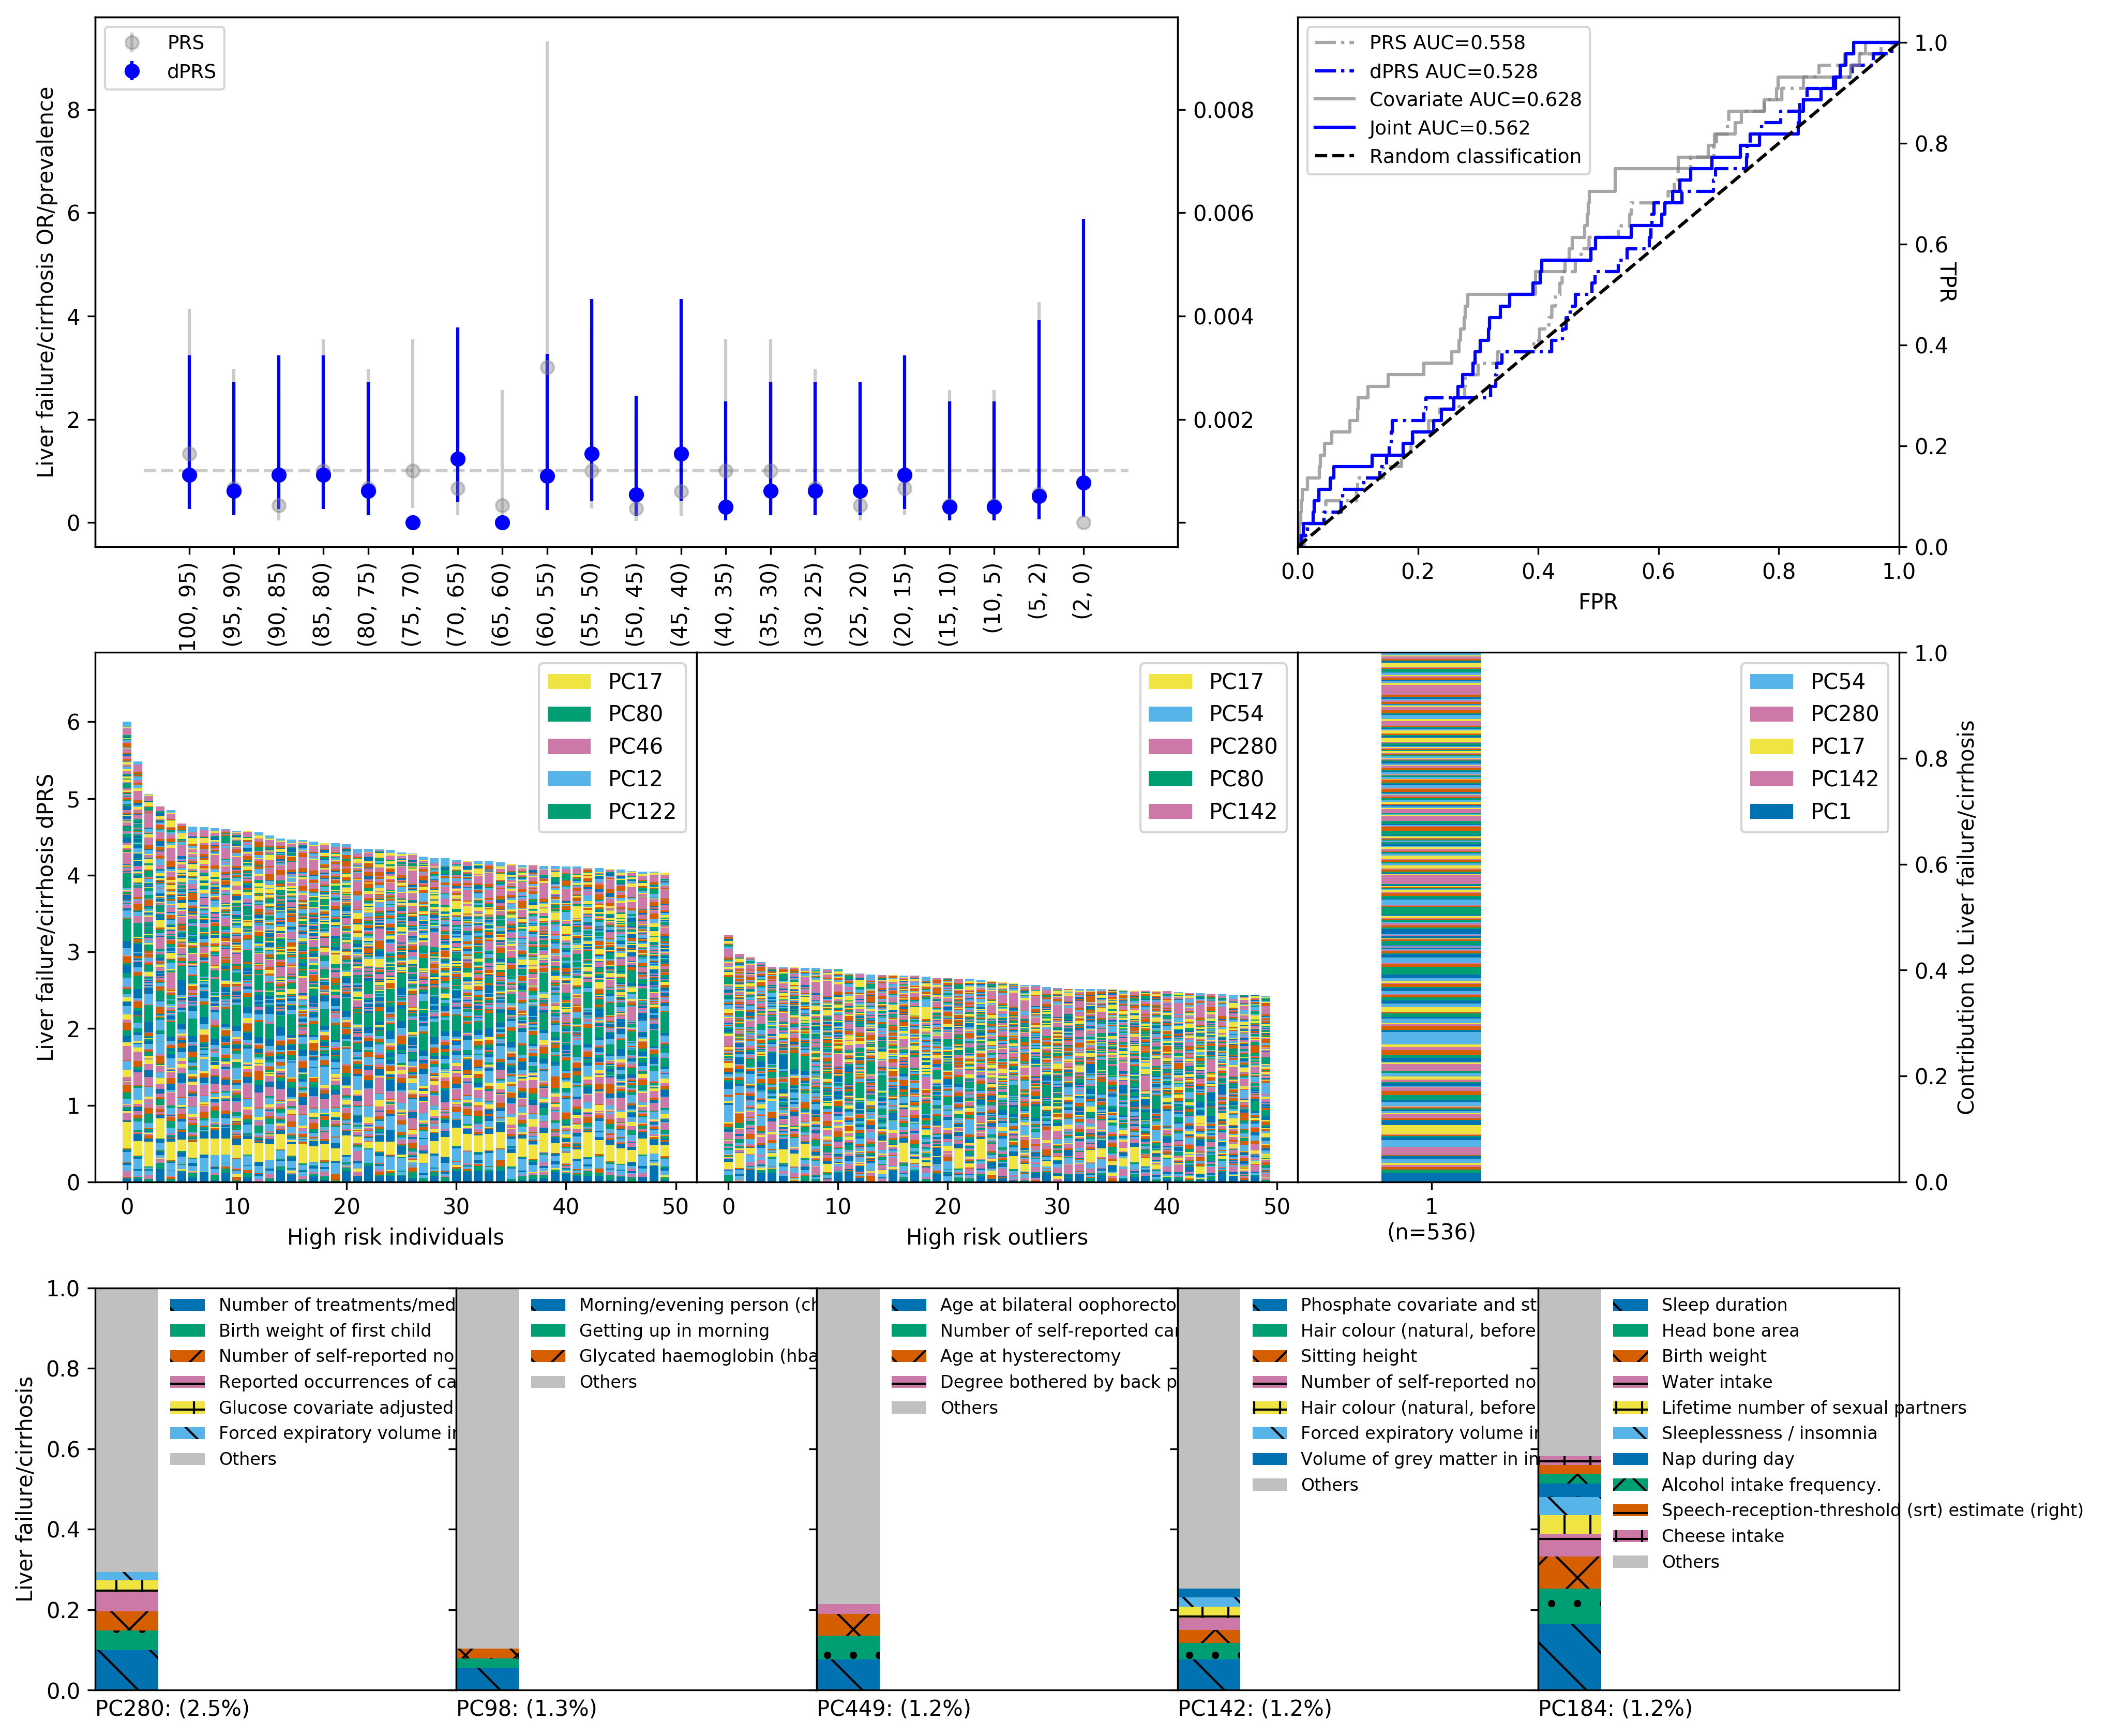 PRS
dPRS
Liver failure/cirrhosis OR/prevalence
0
2
4
6
8
0.002
0.004
0.006
0.008
100, 95)
(95, 90)
(90, 85)
(85, 80)
(80, 75)
(75, 70)
(70, 65)
(65, 60)
(60, 55)
(55, 50)
(50, 45)
(45, 40)
(40, 35)
(35, 30)
(30, 25)
(25, 20)
(20, 15)
(15, 10)
(10, 5)
(5, 2)
(2, 0)
PRS AUC=0.558
dPRS AUC=0.528
Covariate AUC=0.628
Joint AUC=0.562
Random classification
0.0
0.2
0.4
0.6
0.8
1.0
TPR
0.0 0.2 0.4 0.6 0.8 1.0
FPR
Liver failure/cirrhosis dPRS
0
1
2
3
4
5
6
PC17
PC80
PC46
PC12
PC122
0 10 20 30 40 50
High risk individuals
PC17
PC54
PC280
PC80
PC142
0 10 20 30 40 50
High risk outliers
PC54
PC280
PC17
PC142
PC1
1
(n=536)
0.0
0.2
0.4
0.6
0.8
1.0
Contribution to Liver failure/cirrhosis
Liver failure/cirrhosis
0.0
0.2
0.4
0.6
0.8
1.0
Number of treatments/med
Birth weight of first child
Number of self-reported no
Reported occurrences of ca
Glucose covariate adjusted
Forced expiratory volume i
Others
PC280: (2.5%)
Morning/evening person (ch
Getting up in morning
Glycated haemoglobin (hba
Others
PC98: (1.3%)
Age at bilateral oophorecto
Number of self-reported ca
Age at hysterectomy
Degree bothered by back p
Others
PC449: (1.2%)
Phosphate covariate and st
Hair colour (natural, before
Sitting height
Number of self-reported no
Hair colour (natural, before
Forced expiratory volume i
Volume of grey matter in in
Others
PC142: (1.2%)
Sleep duration
Head bone area
Birth weight
Water intake
Lifetime number of sexual partners
Sleeplessness / insomnia
Nap during day
Alcohol intake frequency.
Speech-reception-threshold (srt) estimate (right)
Cheese intake
Others
PC184: (1.2%)